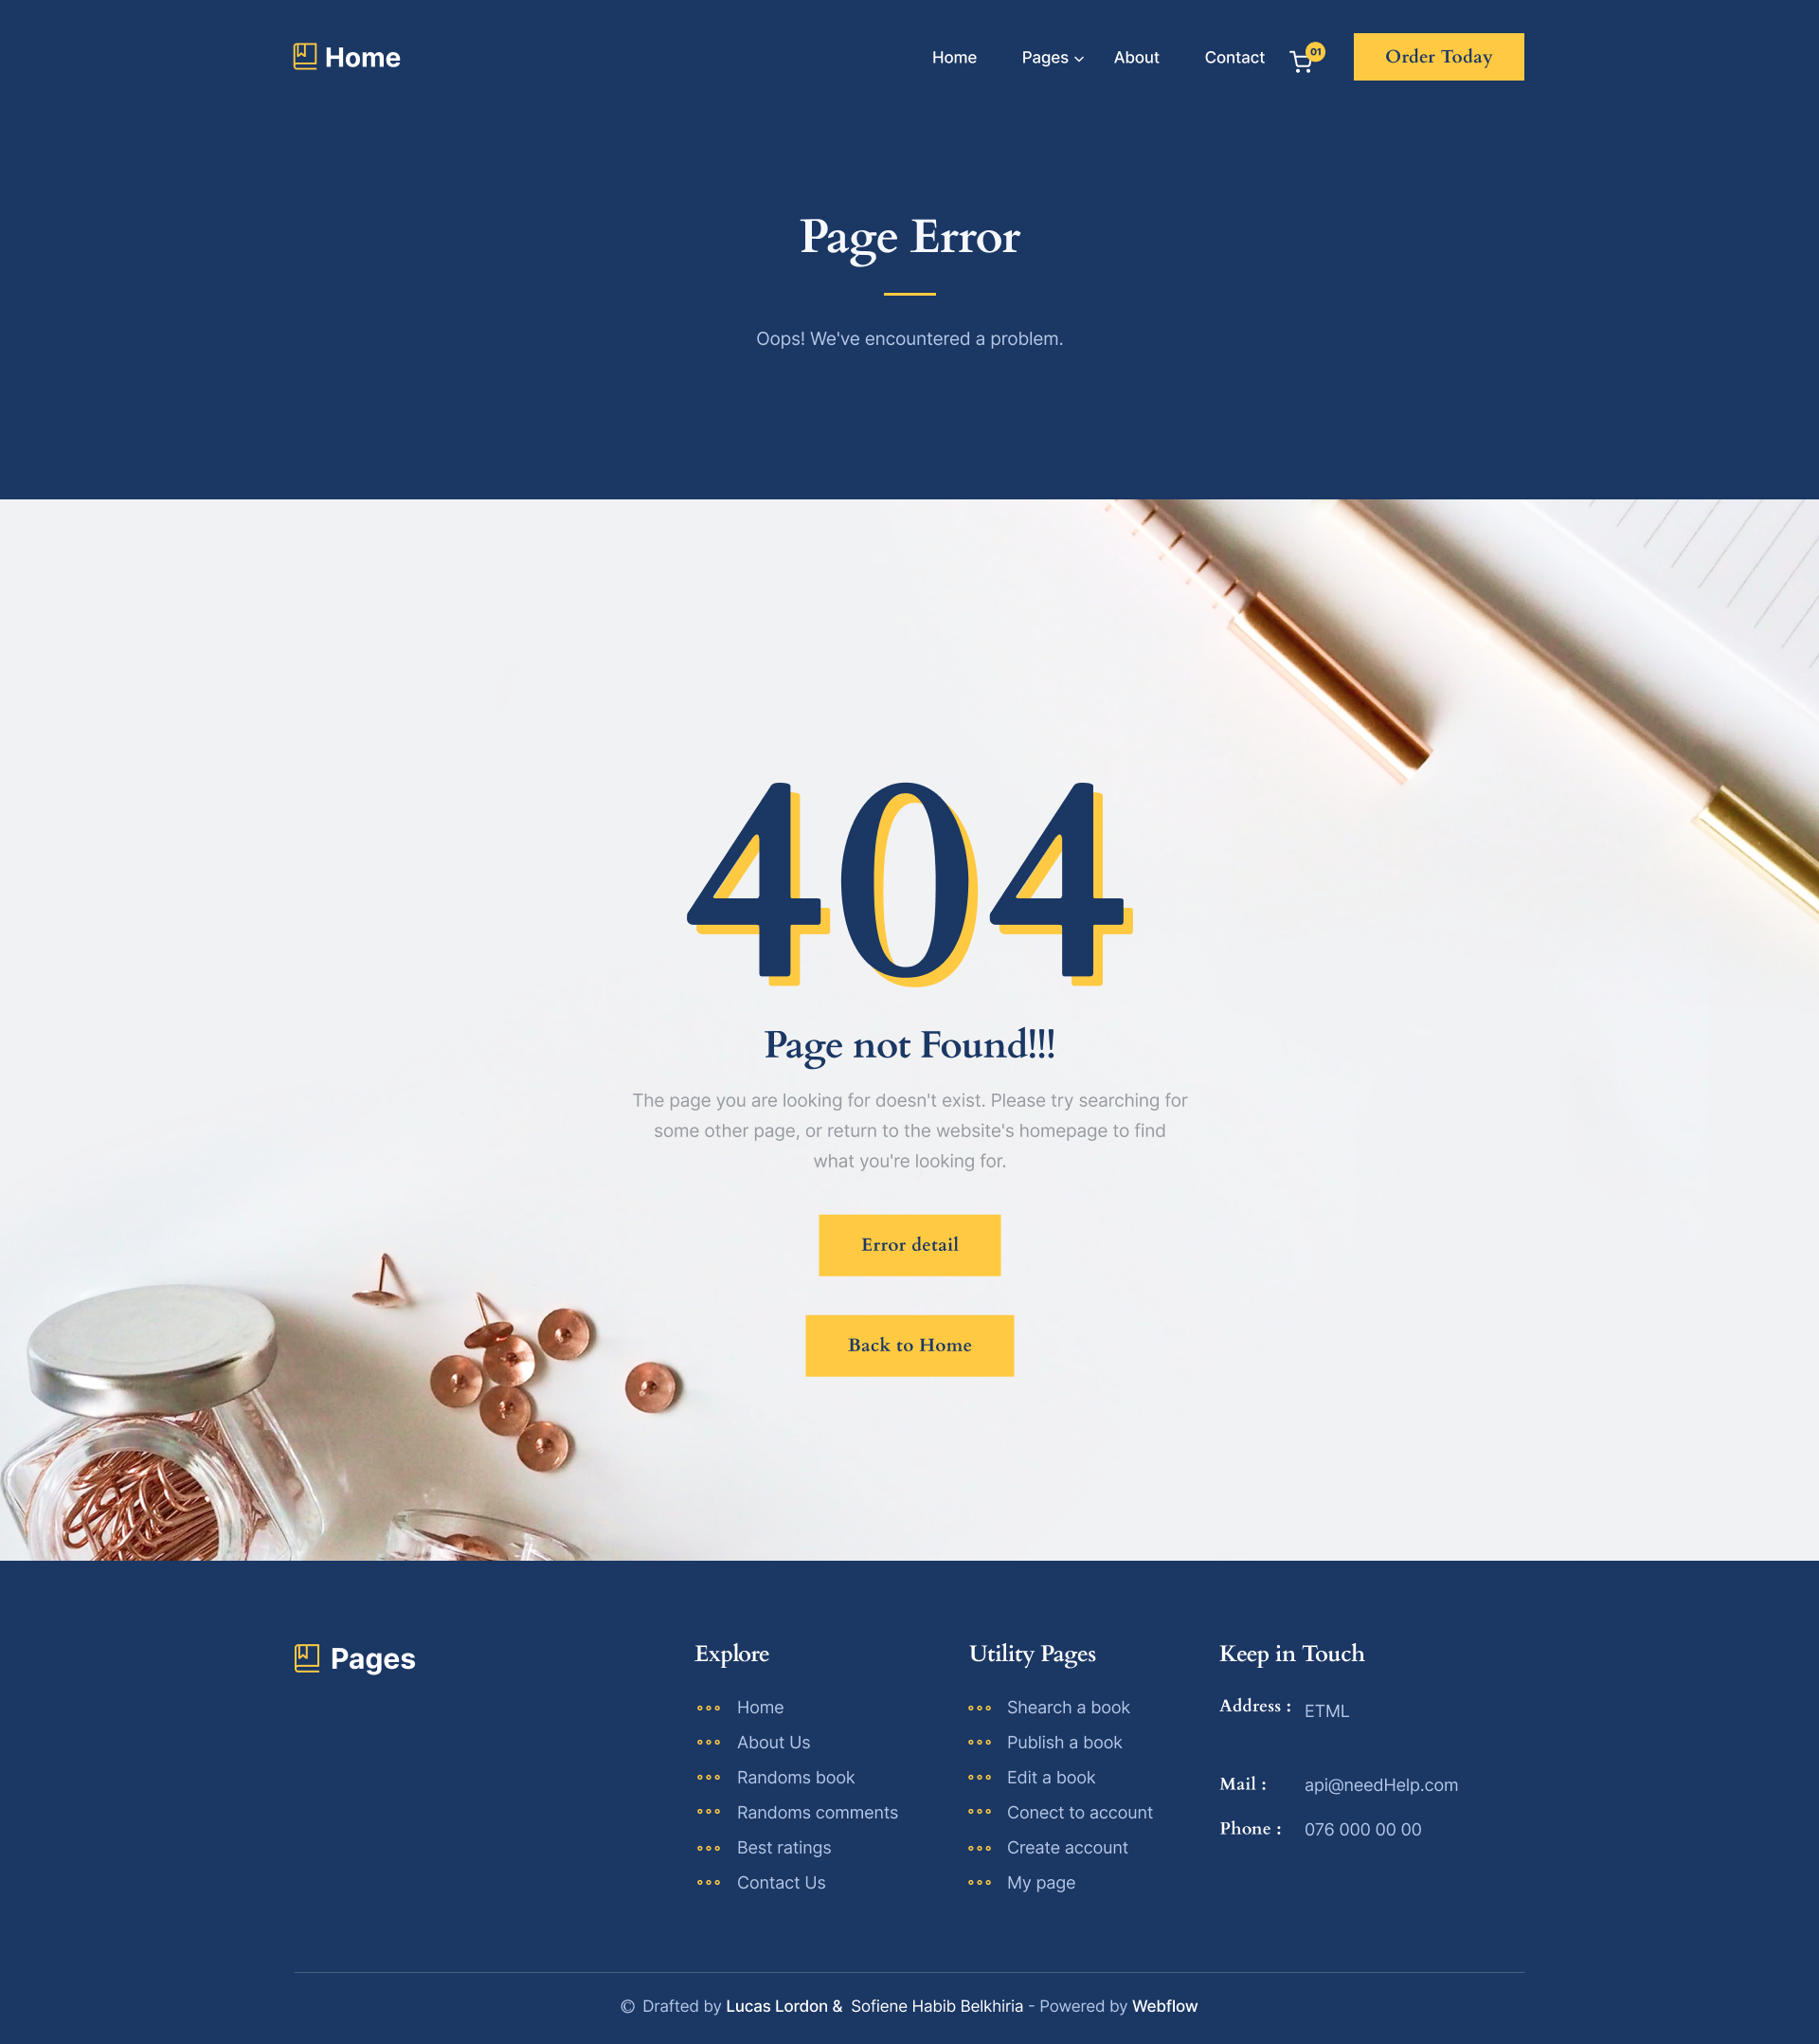 Home
Home Pages About Contact 01 Order Today
Page Error
Oops! We've encountered a problem.
404
Page not Found!!!
The page you are looking for doesn't exist. Please try searching for
some other page, or return to the website's homepage to find
what you're looking for.
Error detail
Back to Home
Pages
Explore
Home
About Us
Randoms book
Randoms comments
Best ratings
Contact Us
Utility Pages
Shearch a book
Publish a book
Edit a book
Conect to account
Create account
My page
Keep in Touch
Address : ETML
Mail : api@needHelp.com
Phone : 076 000 00 00
© Drafted by Lucas Lordon & Sofiene Habib Belkhiria - Powered by Webflow